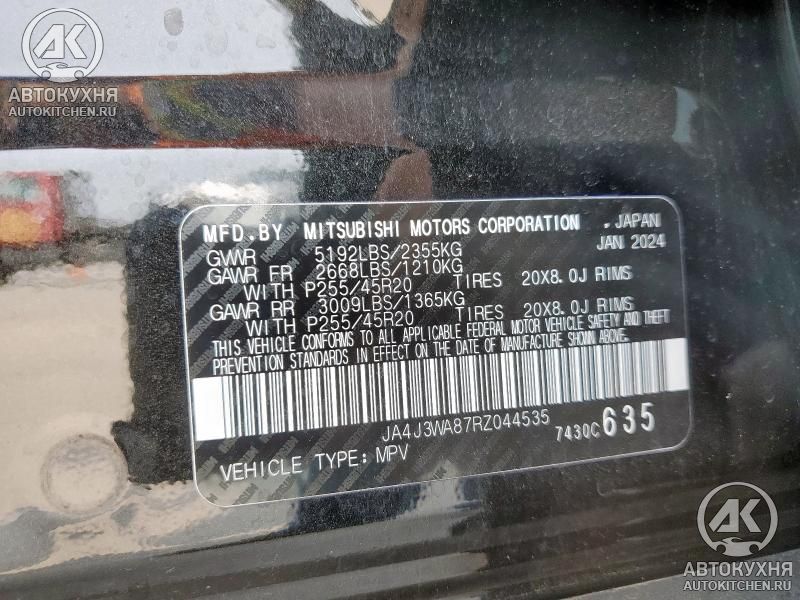 AK
АВТОКУХНЯ
AUTOKITCHEN.RU
MFD. BY MITSUBISHI MOTORS CORPORATION . JAPAN
GWR 5192LBS/2355KG JAN 2024
GAWR FR 2668LBS/1210KG
WITH P255/45R20 TIRES 20X8.0J RIMS
GAWR RR 3009LBS/1365KG
WITH P255/45R20 TIRES 20X8.0J RIMS
THIS VEHICLE CONFORMS TO ALL APPLICABLE FEDERAL MOTOR VEHICLE SAFETY AND THEFT
PREVENTION STANDARDS IN EFFECT ON THE DATE OF MANUFACTURE SHOWN ABOVE.
JA4J3WA87RZ044535 7430C 635
VEHICLE TYPE: MPV
AK
АВТОКУХНЯ
AUTOKITCHEN.RU